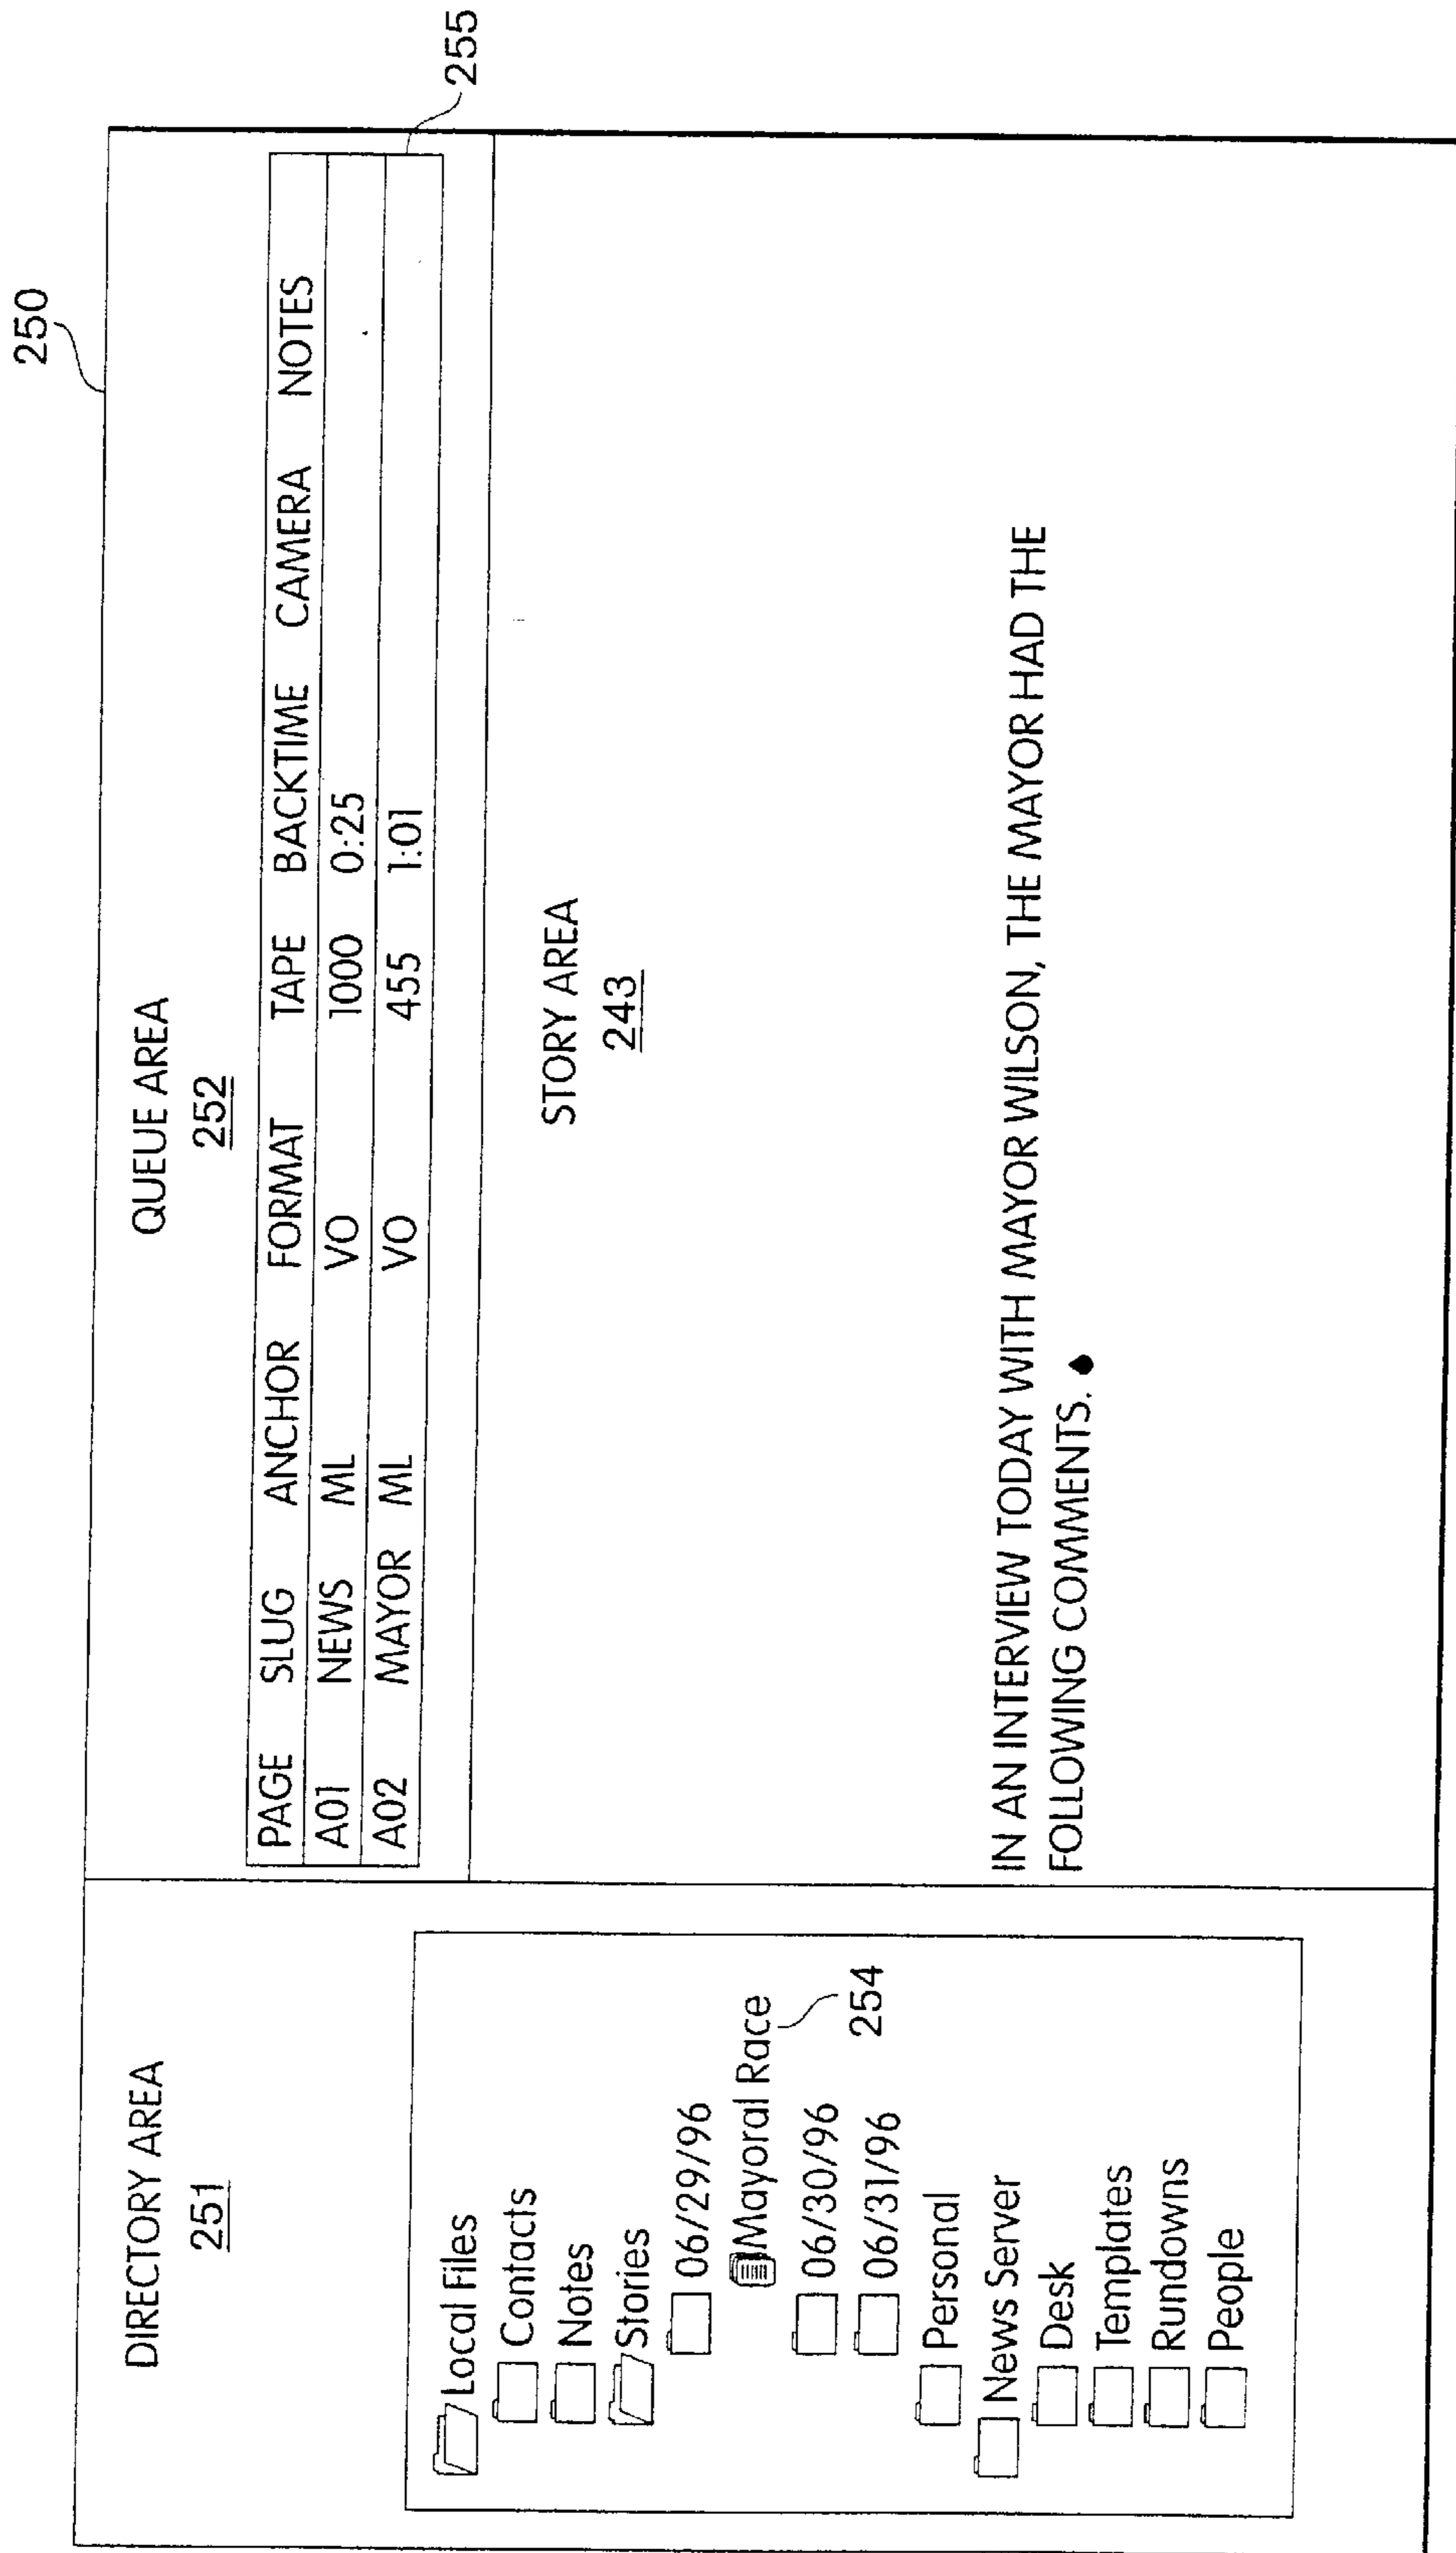 250
DIRECTORY AREA
251
Local Files
Contacts
Notes
Stories
06/29/96
Mayoral Race
254
06/30/96
06/31/96
Personal
News Server
Desk
Templates
Rundowns
People
QUEUE AREA
252
PAGE SLUG ANCHOR FORMAT TAPE BACKTIME CAMERA NOTES
A01 NEWS ML VO 1000 0:25
A02 MAYOR ML VO 455 1:01
255
STORY AREA
243
IN AN INTERVIEW TODAY WITH MAYOR WILSON, THE MAYOR HAD THE
FOLLOWING COMMENTS.